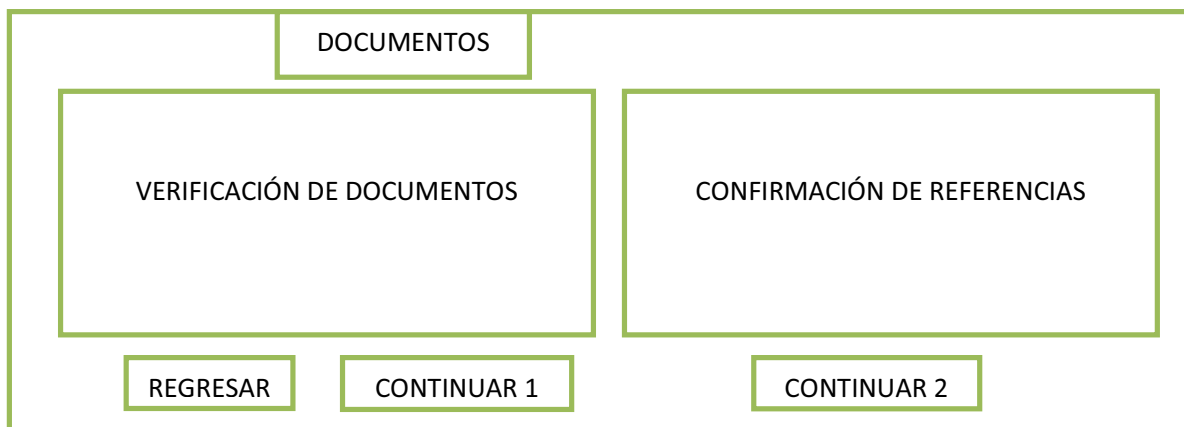 DOCUMENTOS
VERIFICACIÓN DE DOCUMENTOS
CONFIRMACIÓN DE REFERENCIAS
REGRESAR
CONTINUAR 1
CONTINUAR 2